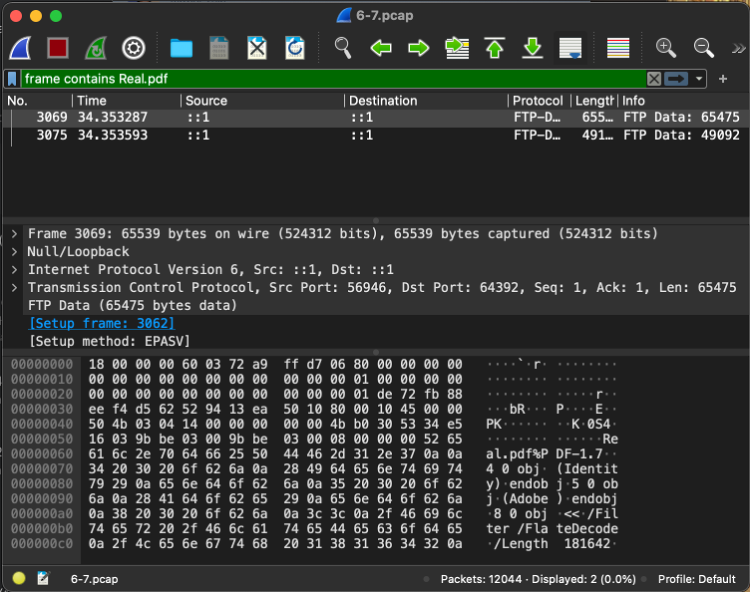 6-7.pcap
frame contains Real.pdf
No. Time Source Destination Protocol Length Info
3069 34.353287 ::1 ::1 FTP-D… 655… FTP Data: 65475
3075 34.353593 ::1 ::1 FTP-D… 491… FTP Data: 49092
Frame 3069: 65539 bytes on wire (524312 bits), 65539 bytes captured (524312 bits)
Null/Loopback
Internet Protocol Version 6, Src: ::1, Dst: ::1
Transmission Control Protocol, Src Port: 56946, Dst Port: 64392, Seq: 1, Ack: 1, Len: 65475
FTP Data (65475 bytes data)
[Setup frame: 3062]
[Setup method: EPASV]
00000000 18 00 00 00 60 03 72 a9 ff d7 06 80 00 00 00 00 ····`·r· ········
00000010 00 00 00 00 00 00 00 00 00 00 00 01 00 00 00 00 ········ ········
00000020 00 00 00 00 00 00 00 00 00 00 00 01 de 72 fb 88 ········ ·····r··
00000030 ee f4 d5 62 52 94 13 ea 50 10 80 00 10 45 00 00 ···bR··· P····E··
00000040 50 4b 03 04 14 00 00 00 00 00 4b b0 30 53 34 e5 PK······ ··K·0S4·
00000050 16 03 9b be 03 00 9b be 03 00 08 00 00 00 52 65 ········ ······Re
00000060 61 6c 2e 70 64 66 25 50 44 46 2d 31 2e 37 0a 0a al.pdf%P DF-1.7··
00000070 34 20 30 20 6f 62 6a 0a 28 49 64 65 6e 74 69 74 4 0 obj· (Identit
00000080 79 29 0a 65 6e 64 6f 62 6a 0a 35 20 30 20 6f 62 y)·endob j·5 0 ob
00000090 6a 0a 28 41 64 6f 62 65 29 0a 65 6e 64 6f 62 6a j·(Adobe )·endobj
000000a0 0a 38 20 30 20 6f 62 6a 0a 3c 3c 0a 2f 46 69 6c ·8 0 obj ·<<·/Fil
000000b0 74 65 72 20 2f 46 6c 61 74 65 44 65 63 6f 64 65 ter /Fla teDecode
000000c0 0a 2f 4c 65 6e 67 74 68 20 31 38 31 36 34 32 0a ·/Length 181642·
6-7.pcap Packets: 12044 · Displayed: 2 (0.0%) Profile: Default